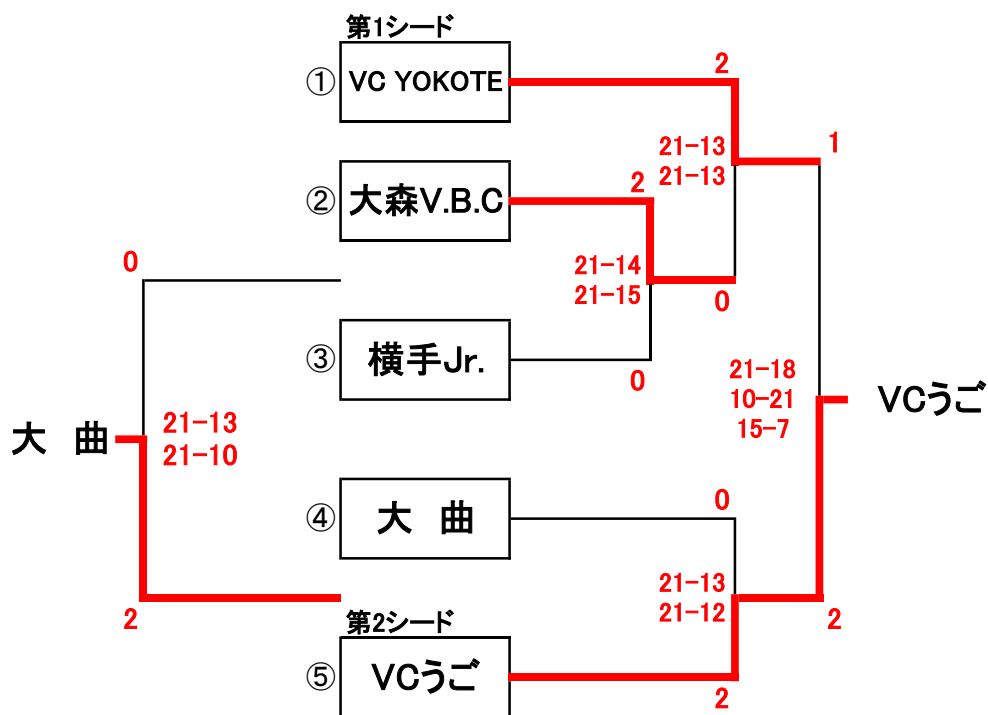 第1シード
① VC YOKOTE
2
21-13
21-13
1
② 大森V.B.C
2
21-14
21-15
0
0
③ 横手Jr.
0
大　曲
21-13
21-10
2
21-18
10-21
15-7
VCうご
④ 大　曲
0
21-13
21-12
2
第2シード
⑤ VCうご
2